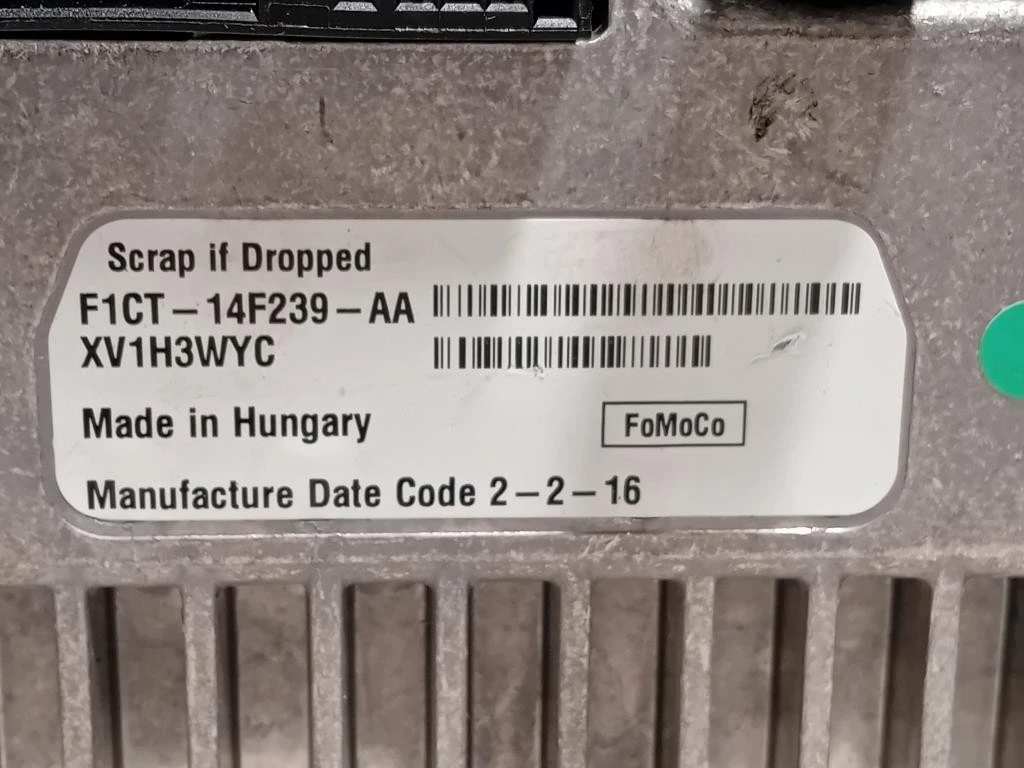 Scrap if Dropped
F1CT-14F239-AA
XV1H3WYC
Made in Hungary
FoMoCo
Manufacture Date Code 2-2-16